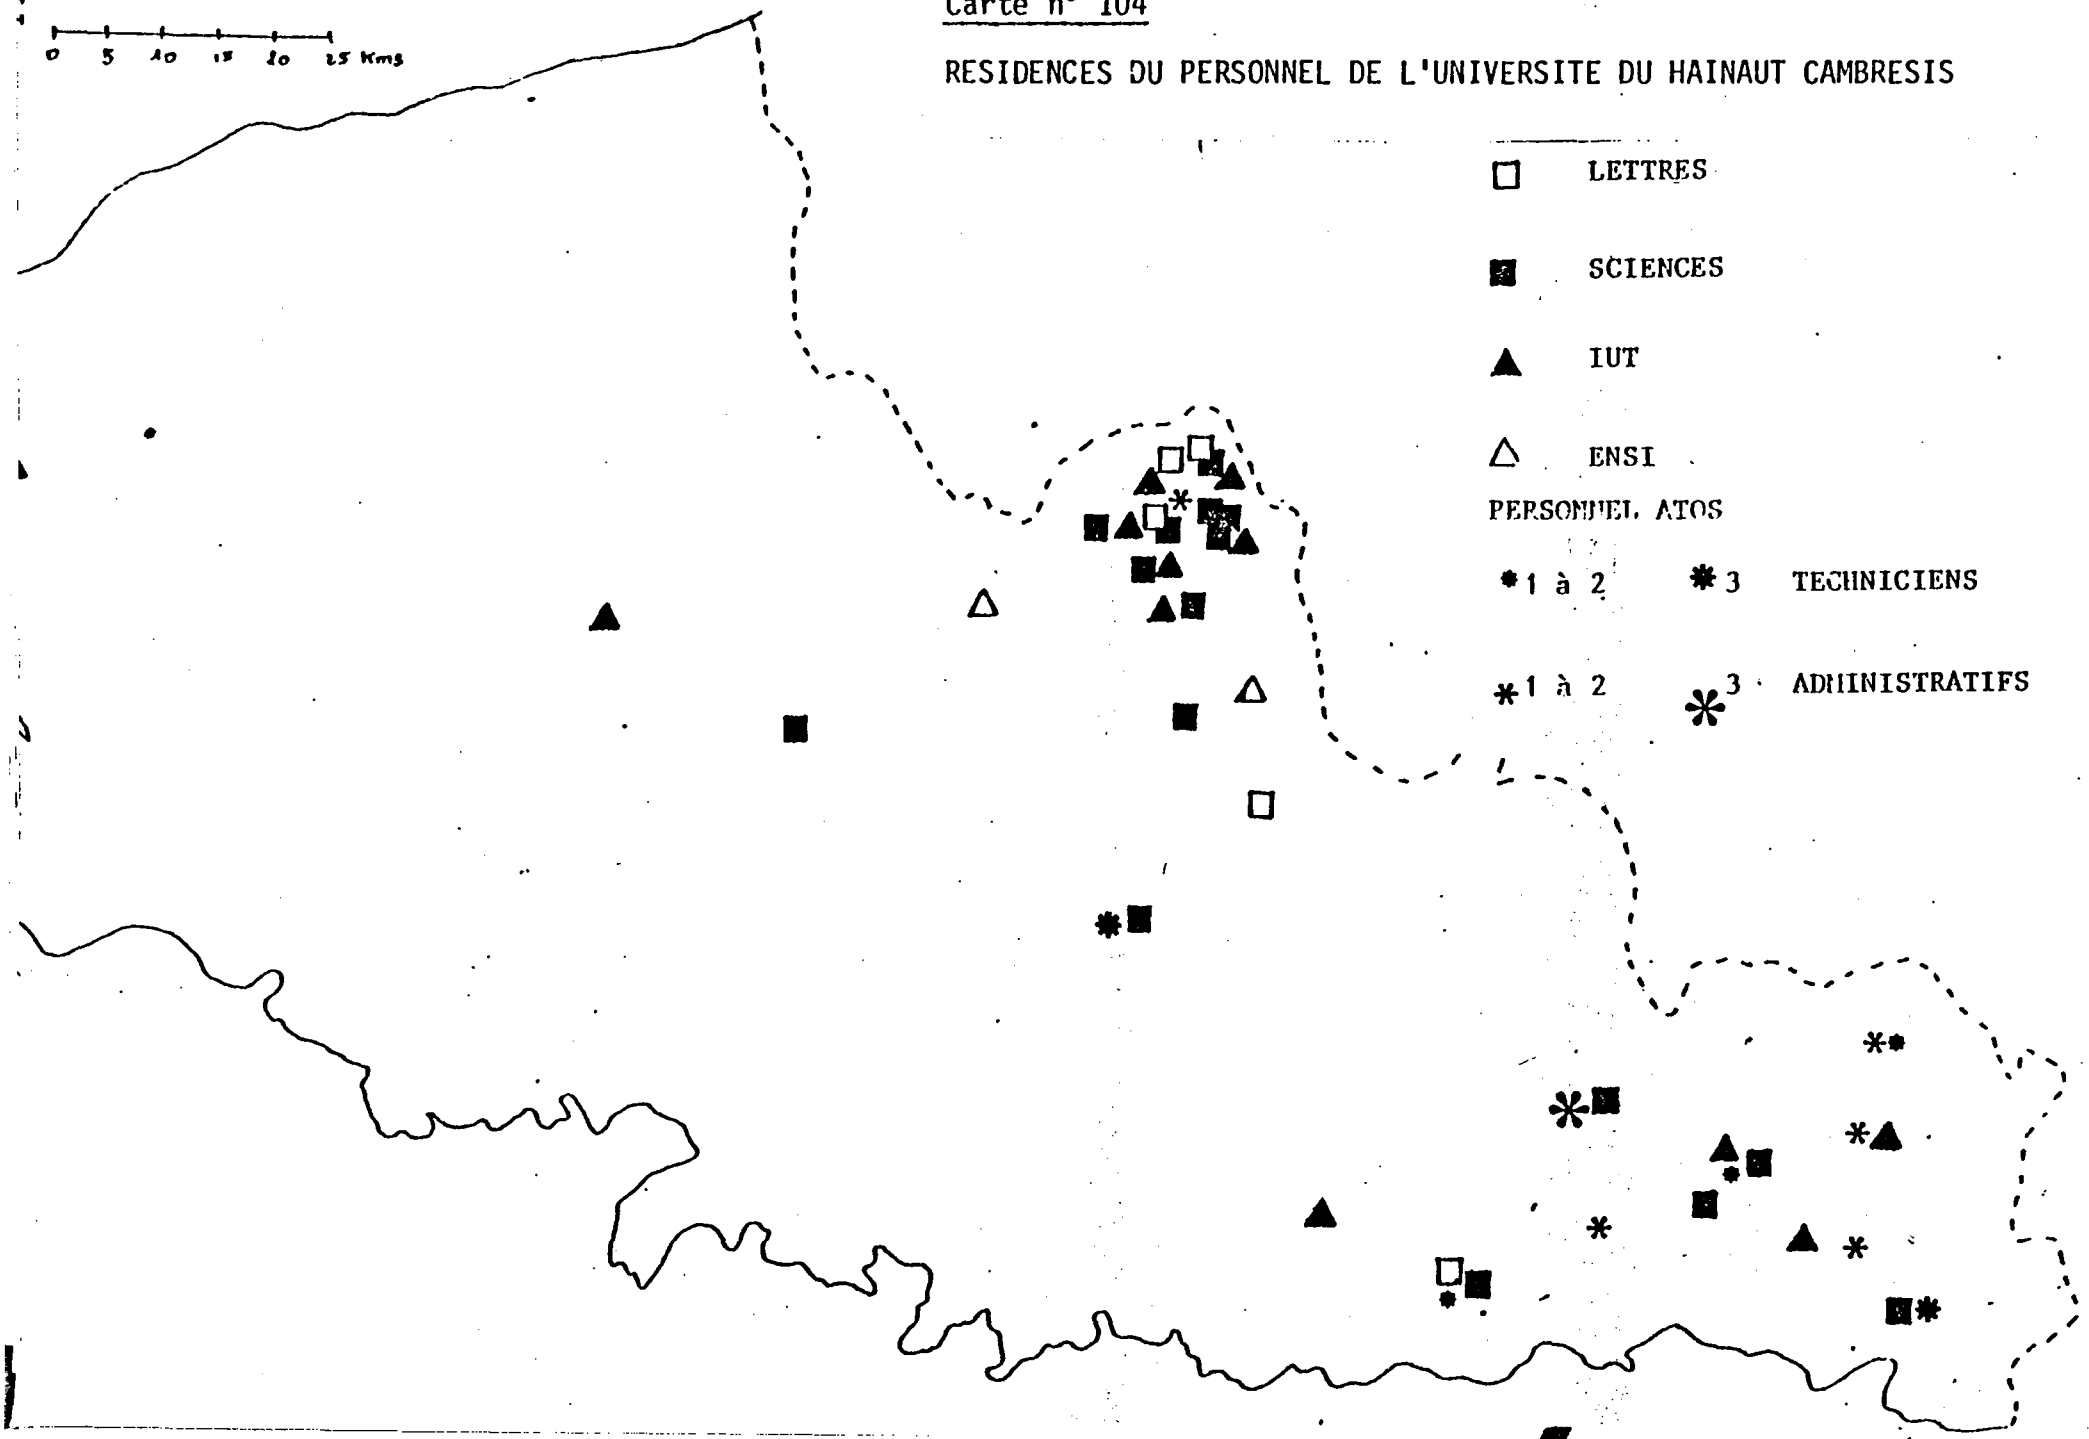 Carte n° 104
0 5 10 15 20 25 Kms
RESIDENCES DU PERSONNEL DE L'UNIVERSITE DU HAINAUT CAMBRESIS
LETTRES
SCIENCES
IUT
ENSI
PERSONNEL ATOS
1 à 2 3 TECHNICIENS
1 à 2 3 ADMINISTRATIFS